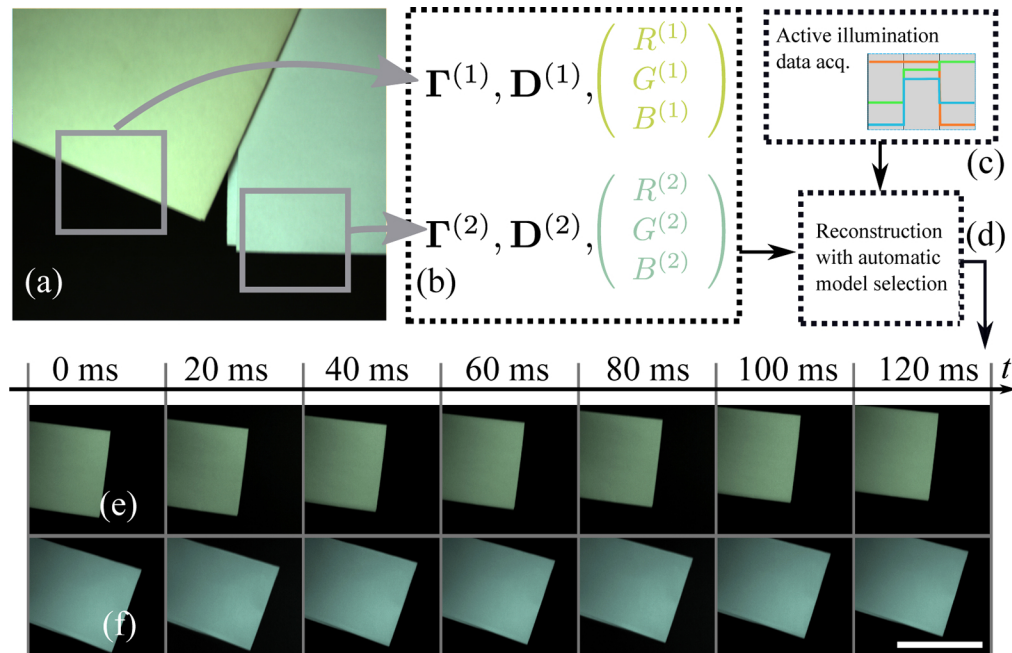 (a)
Γ(1), D(1), ( R(1) G(1) B(1) )
Γ(2), D(2), ( R(2) G(2) B(2) )
(b)
Active illumination
data acq.
(c)
Reconstruction
with automatic
model selection
(d)
0 ms 20 ms 40 ms 60 ms 80 ms 100 ms 120 ms t
(e)
(f)